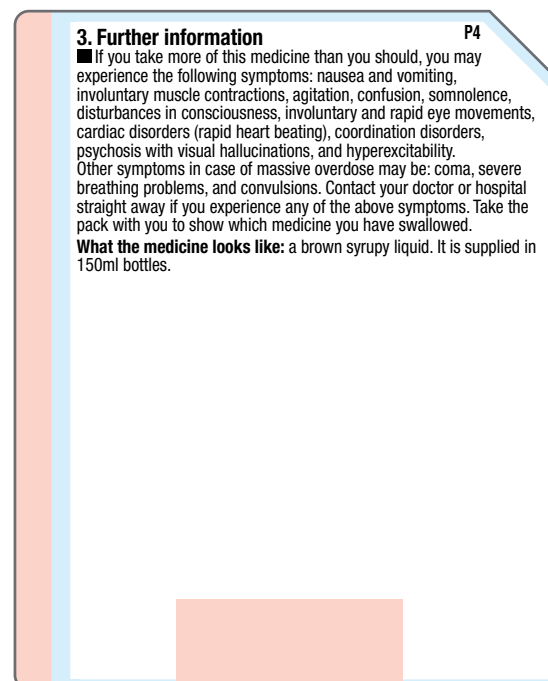 3. Further information
P4
■ If you take more of this medicine than you should, you may
experience the following symptoms: nausea and vomiting,
involuntary muscle contractions, agitation, confusion, somnolence,
disturbances in consciousness, involuntary and rapid eye movements,
cardiac disorders (rapid heart beating), coordination disorders,
psychosis with visual hallucinations, and hyperexcitability.
Other symptoms in case of massive overdose may be: coma, severe
breathing problems, and convulsions. Contact your doctor or hospital
straight away if you experience any of the above symptoms. Take the
pack with you to show which medicine you have swallowed.
What the medicine looks like: a brown syrupy liquid. It is supplied in
150ml bottles.